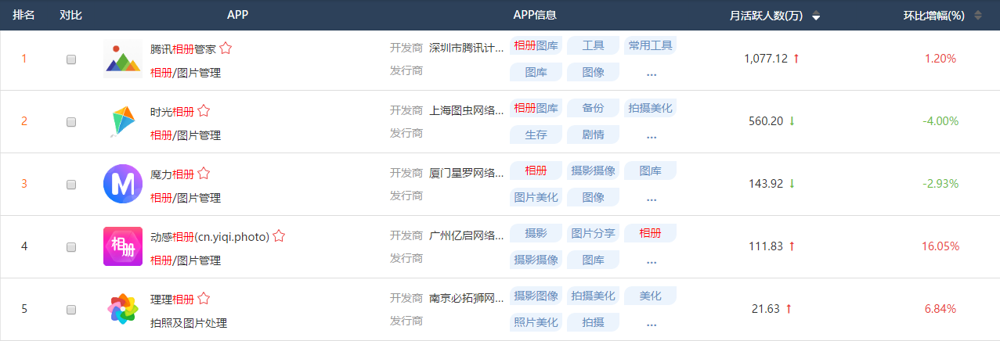 排名 对比 APP APP信息 月活跃人数(万) 环比增幅(%)
1 腾讯相册管家 开发商 深圳市腾讯计... 相册图库 工具 常用工具 1,077.12 ↑ 1.20%
相册/图片管理 发行商 图库 图像 ...
2 时光相册 开发商 上海图虫网络... 相册图库 备份 拍摄美化 560.20 ↓ -4.00%
相册/图片管理 发行商 生存 剧情 ...
3 魔力相册 开发商 厦门星罗网络... 相册 摄影摄像 图库 143.92 ↓ -2.93%
M 相册/图片管理 发行商 图片美化 图像 ...
4 动感相册(cn.yiqi.photo) 开发商 广州亿启网络... 摄影 图片分享 相册 111.83 ↑ 16.05%
相册 相册/图片管理 发行商 摄影摄像 图库 ...
5 理理相册 开发商 南京必拓狮网... 摄影图像 拍摄美化 美化 21.63 ↑ 6.84%
拍照及图片处理 发行商 照片美化 拍摄 ...